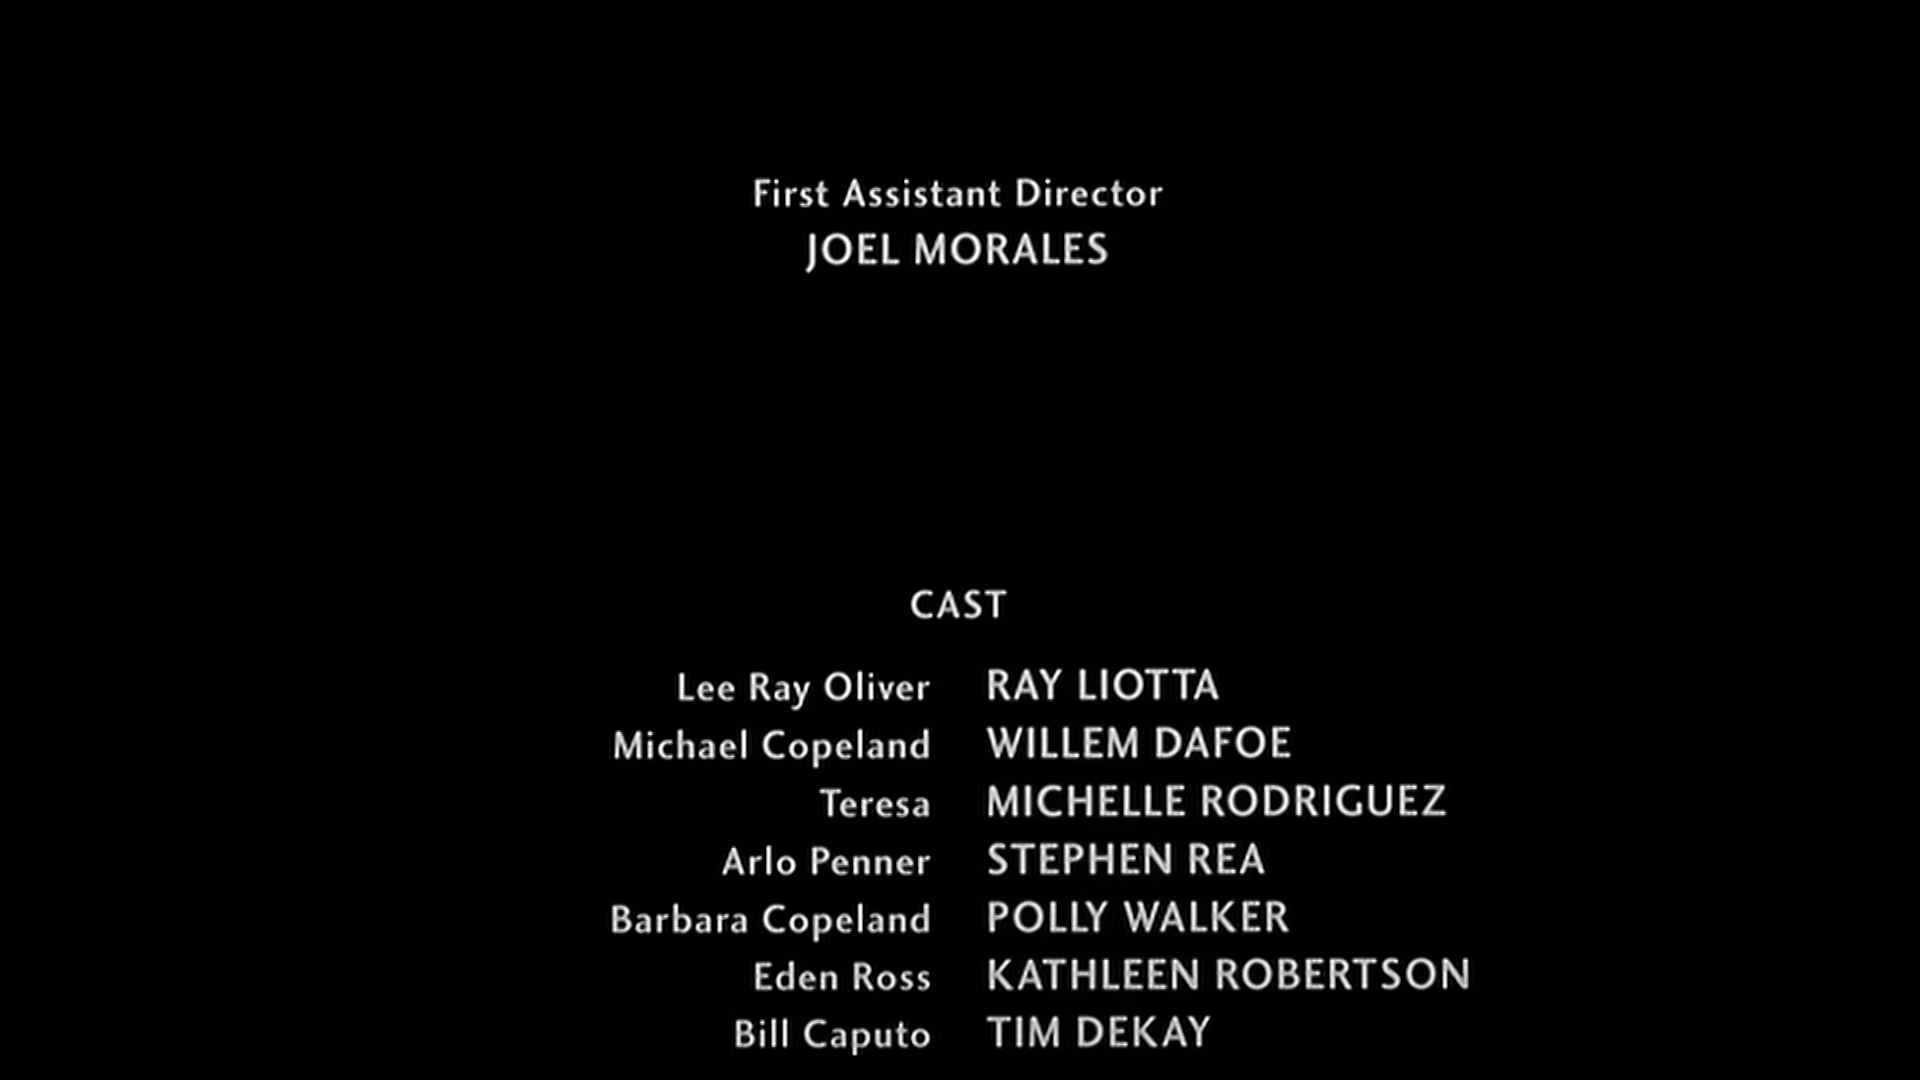 First Assistant Director
JOEL MORALES
CAST
Lee Ray Oliver RAY LIOTTA
Michael Copeland WILLEM DAFOE
Teresa MICHELLE RODRIGUEZ
Arlo Penner STEPHEN REA
Barbara Copeland POLLY WALKER
Eden Ross KATHLEEN ROBERTSON
Bill Caputo TIM DEKAY